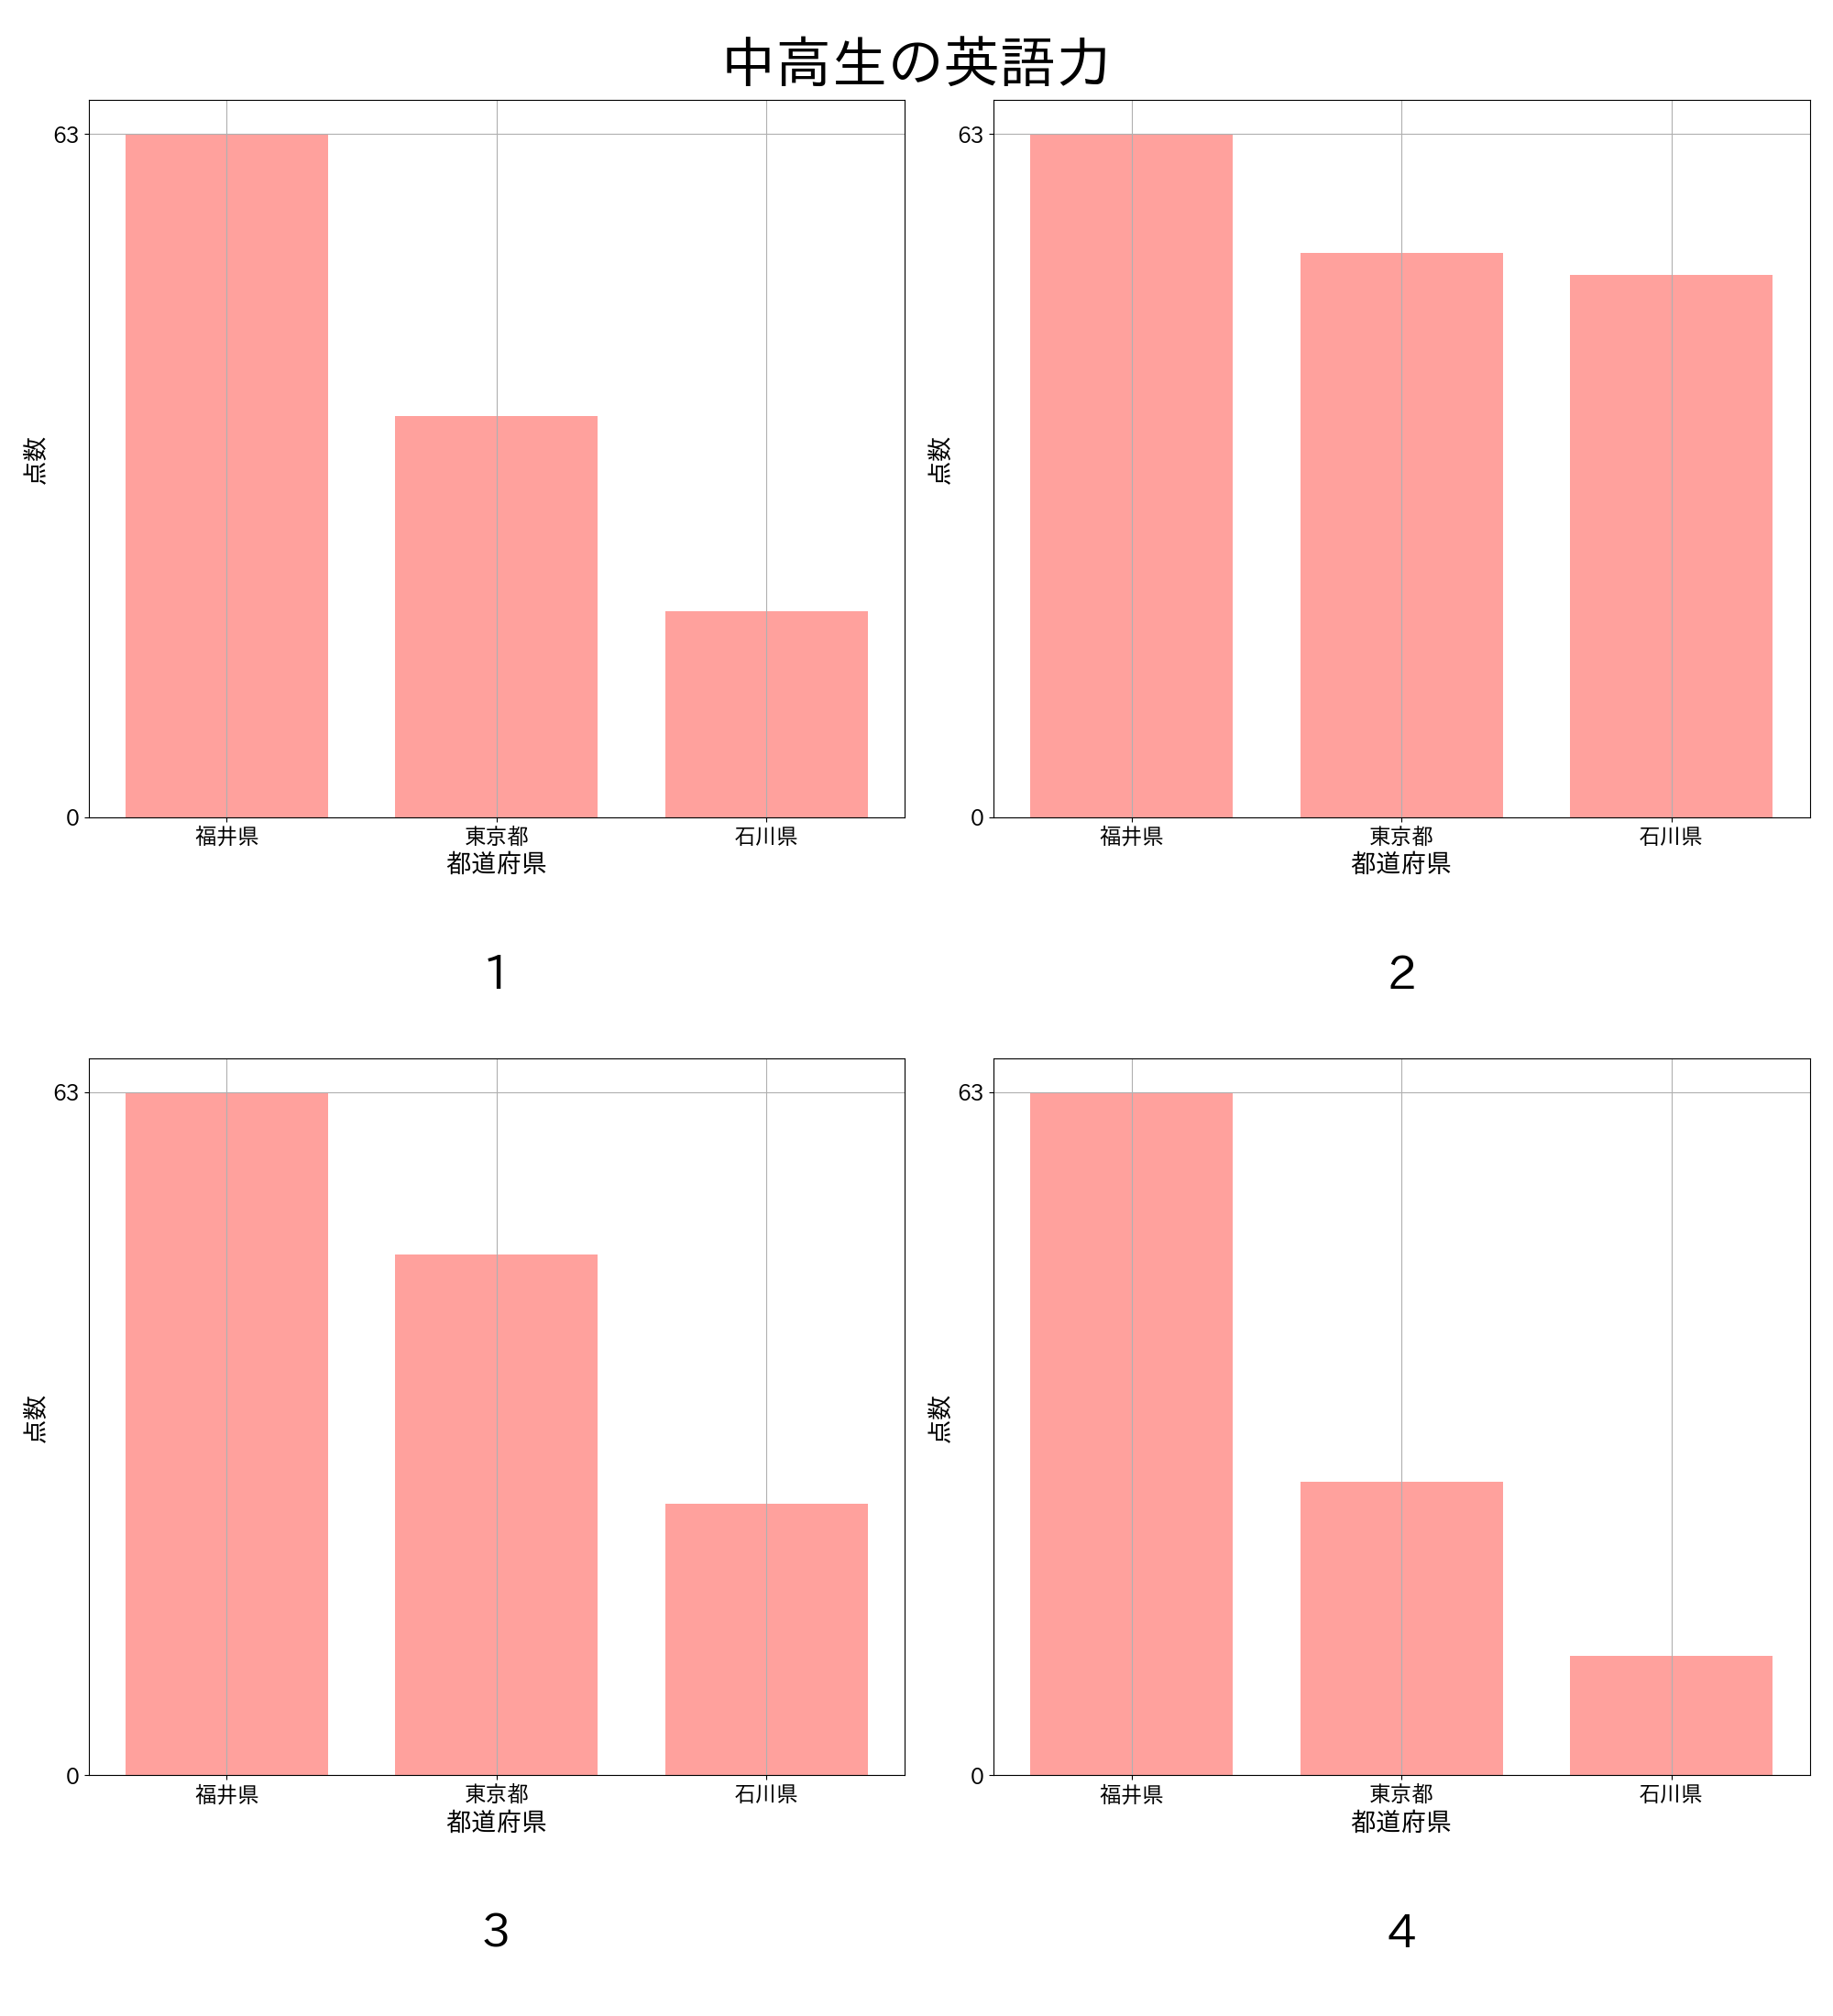 中高生の英語力
63
点数
0
福井県 東京都 石川県
都道府県
1
63
点数
0
福井県 東京都 石川県
都道府県
2
63
点数
0
福井県 東京都 石川県
都道府県
3
63
点数
0
福井県 東京都 石川県
都道府県
4